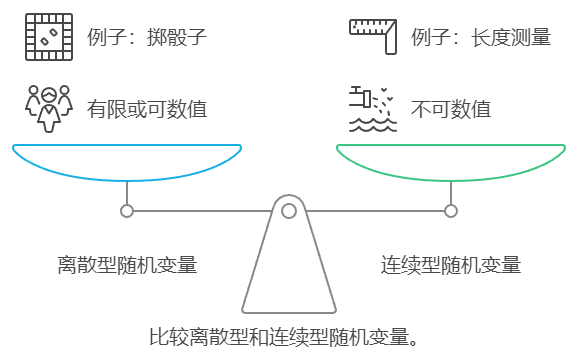 例子：掷骰子
例子：长度测量
有限或可数值
不可数值
离散型随机变量
连续型随机变量
比较离散型和连续型随机变量。